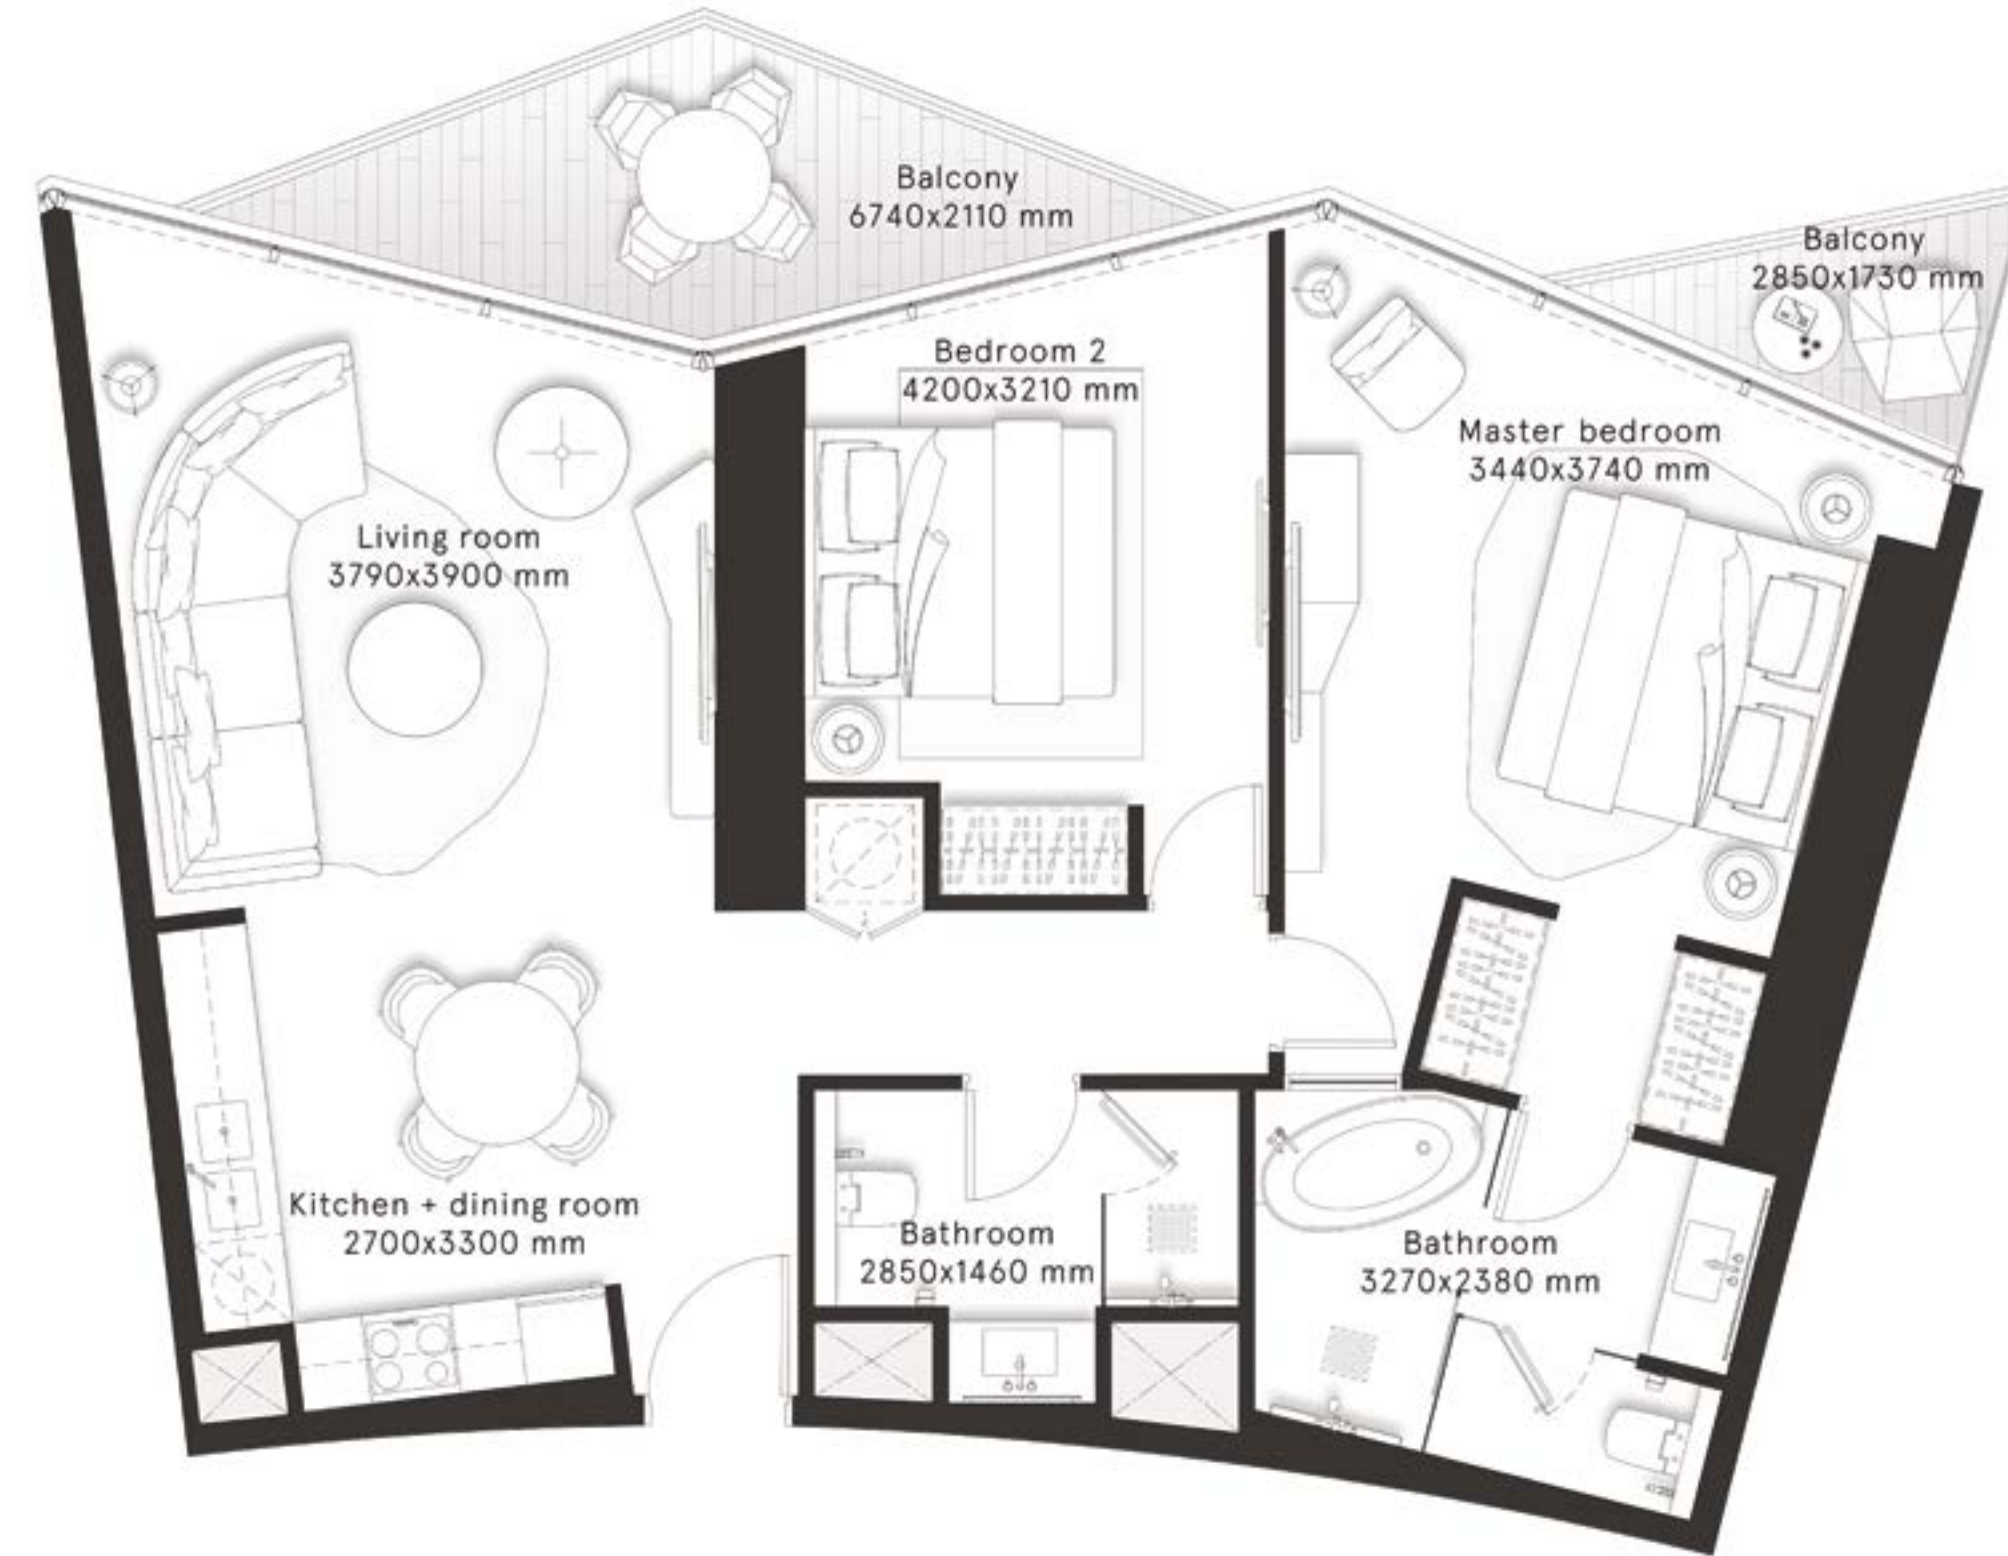 Balcony
6740x2110 mm
Balcony
2850x1730 mm
Bedroom 2
4200x3210 mm
Master bedroom
3440x3740 mm
Living room
3790x3900 mm
Kitchen + dining room
2700x3300 mm
Bathroom
2850x1460 mm
Bathroom
3270x2380 mm